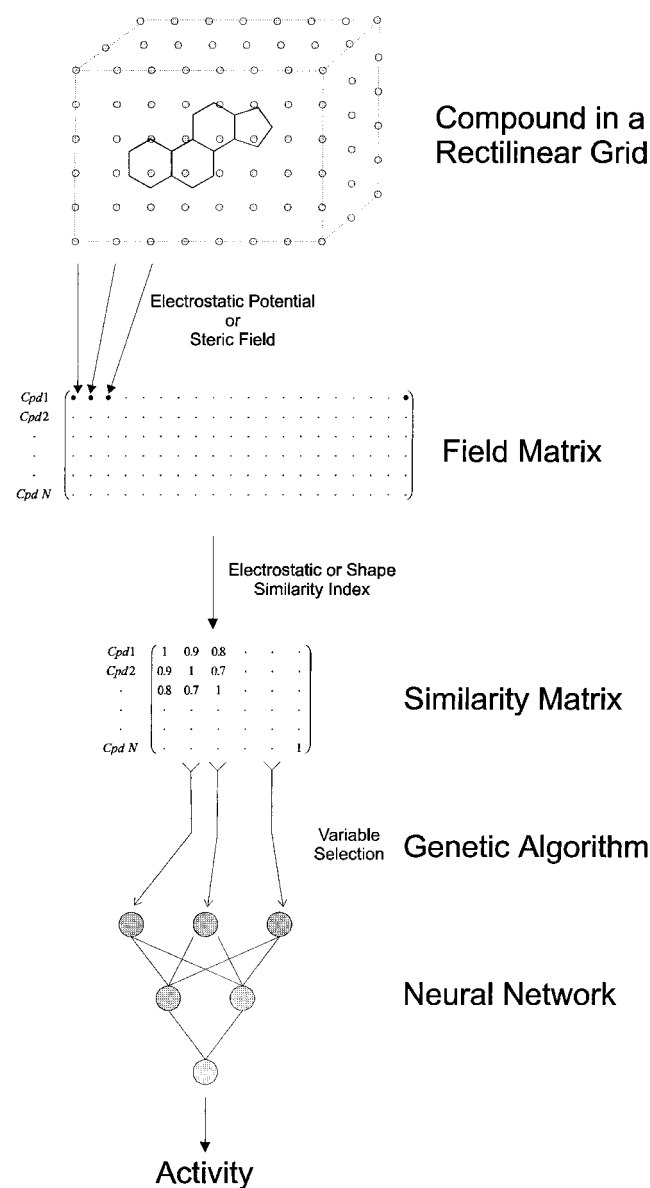 Compound in a
Rectilinear Grid
Electrostatic Potential
or
Steric Field
Cpd1
Cpd2
.
.
.
Cpd N
Field Matrix
Electrostatic or Shape
Similarity Index
Cpd1 1 0.9 0.8 . . .
Cpd2 0.9 1 0.7 . . .
. 0.8 0.7 1 . . .
. . . . . . .
. . . . . . .
Cpd N . . . . . 1
Similarity Matrix
Variable
Selection
Genetic Algorithm
Neural Network
Activity